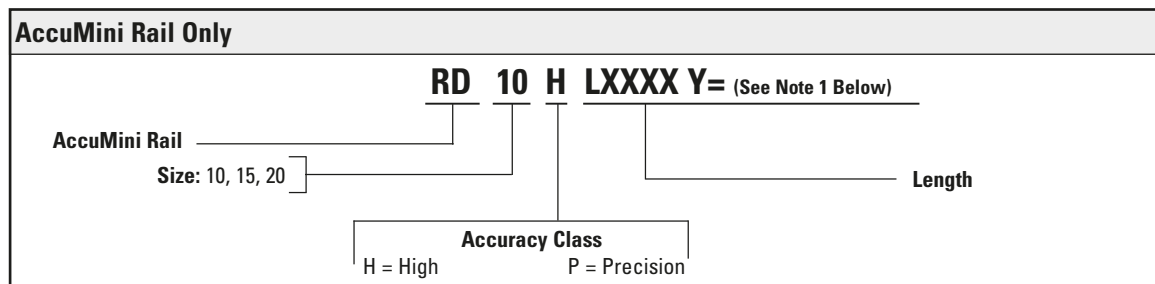 AccuMini Rail Only
RD 10 H LXXXX Y= (See Note 1 Below)
AccuMini Rail
Size: 10, 15, 20
Length
Accuracy Class
H = High P = Precision